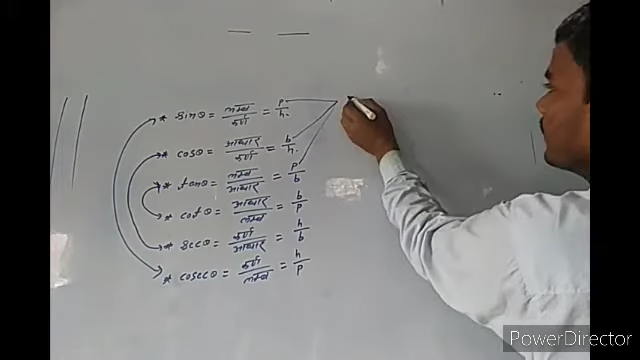 * sinθ = लम्ब/कर्ण = P/h.
* cosθ = आधार/कर्ण = b/h.
* tanθ = लम्ब/आधार = P/b
* cotθ = आधार/लम्ब = b/P
* secθ = कर्ण/आधार = h/b
* cosecθ = कर्ण/लम्ब = h/P
PowerDirector